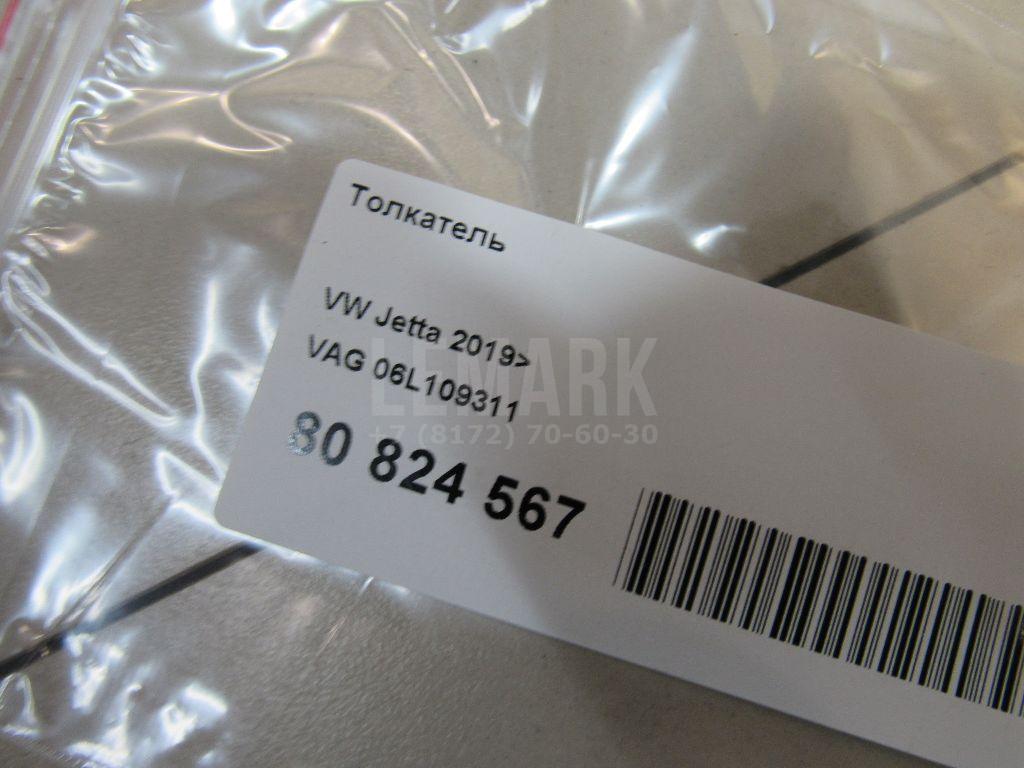 Толкатель
VW Jetta 2019>
VAG 06L109311
80 824 567
LEMARK
+7 (8172) 70-60-30